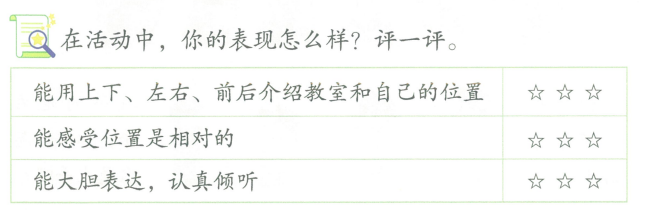 在活动中，你的表现怎么样？评一评。
能用上下、左右、前后介绍教室和自己的位置 ☆ ☆ ☆
能感受位置是相对的 ☆ ☆ ☆
能大胆表达，认真倾听 ☆ ☆ ☆